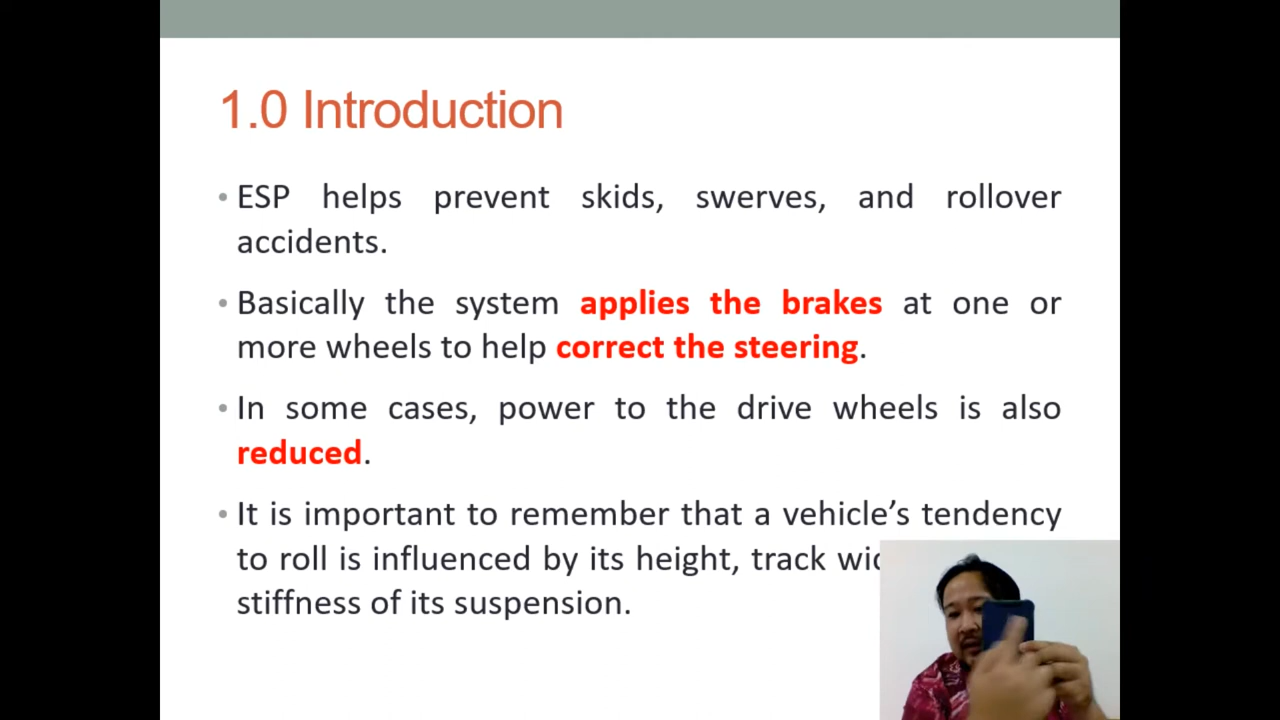 1.0 Introduction
• ESP helps prevent skids, swerves, and rollover
accidents.
• Basically the system applies the brakes at one or
more wheels to help correct the steering.
• In some cases, power to the drive wheels is also
reduced.
• It is important to remember that a vehicle’s tendency
to roll is influenced by its height, track
stiffness of its suspension.